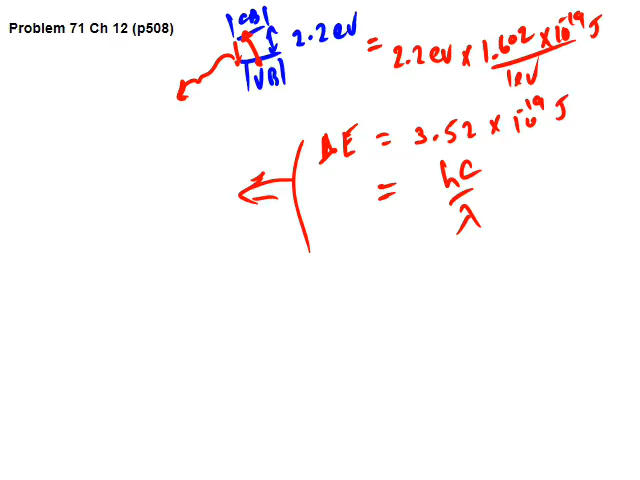 Problem 71 Ch 12 (p508)
|CB|
2.2 eV
|VB|
= 2.2 eV × 1.602 × 10^-19 J / 1 eV
ΔE = 3.52 × 10^-19 J
= hc / λ